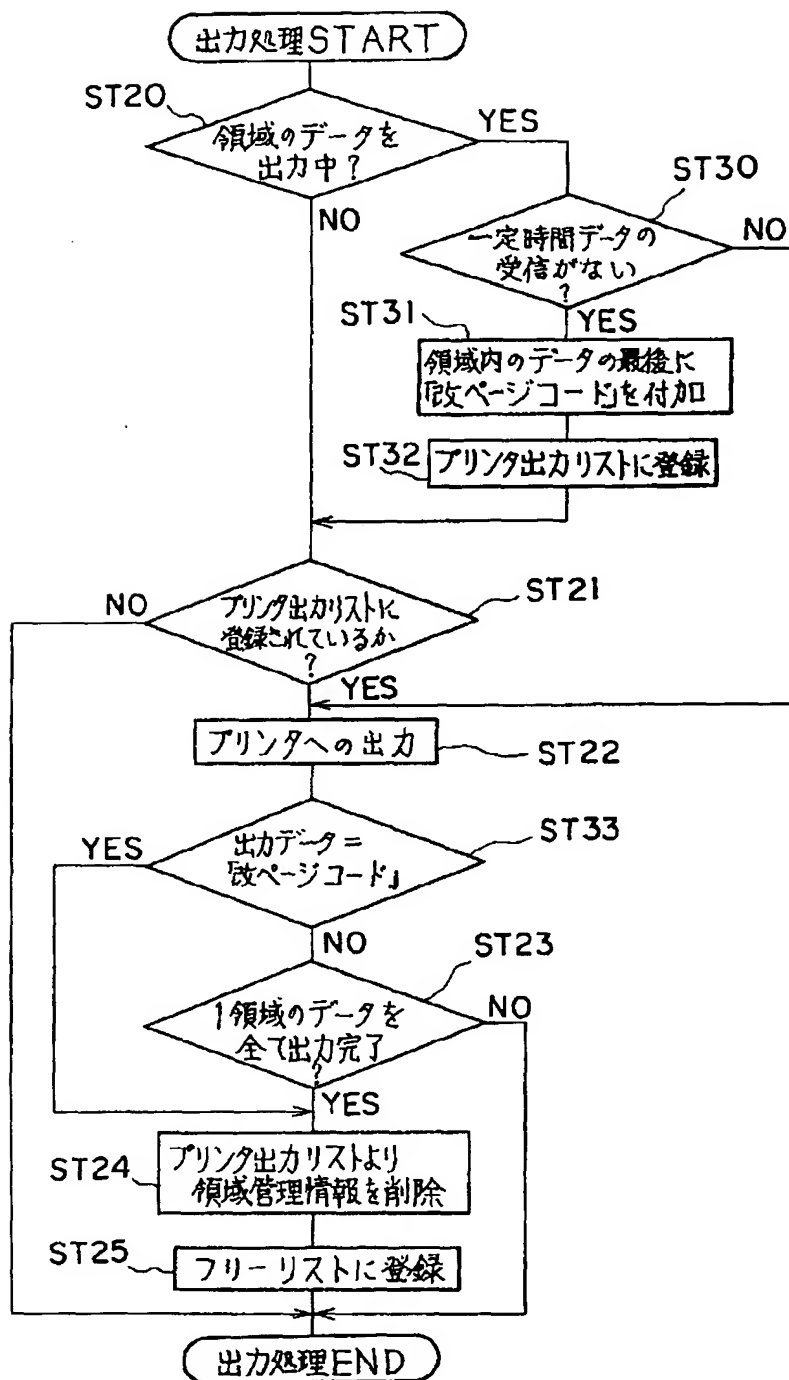 出力処理START
ST20
領域のデータを
出力中?
YES
NO
ST30
一定時間データの
受信がない
?
NO
YES
ST31
領域内のデータの最後に
「改ページコード」を付加
ST32
プリンタ出力リストに登録
NO
プリンタ出力リストに
登録されているか
?
ST21
YES
プリンタへの出力
ST22
YES
出力データ=
「改ページコード」
ST33
NO
ST23
1領域のデータを
全て出力完了
?
NO
YES
ST24
プリンタ出力リストより
領域管理情報を削除
ST25
フリーリストに登録
出力処理END